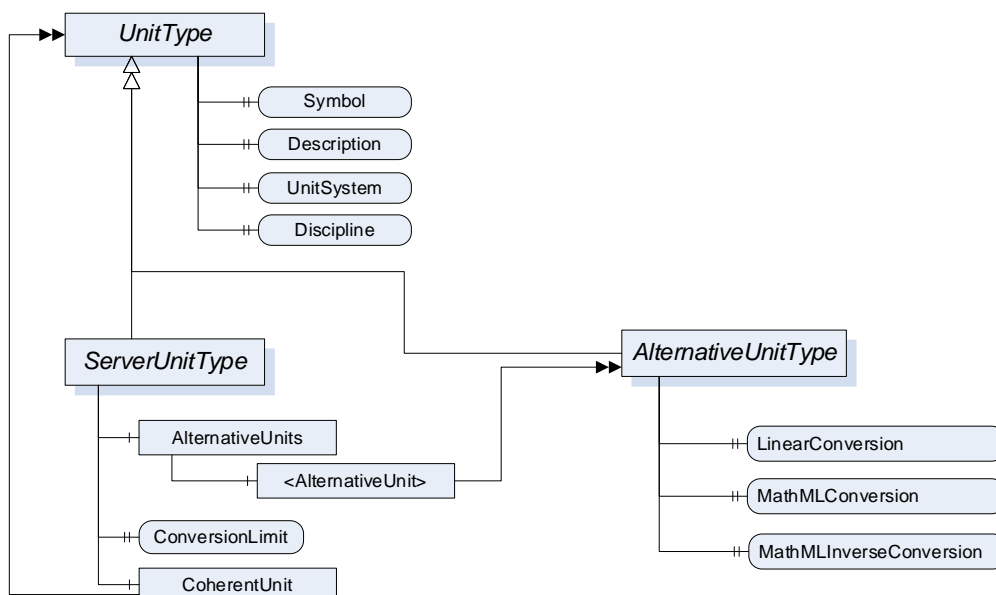 UnitType
Symbol
Description
UnitSystem
Discipline
ServerUnitType
AlternativeUnitType
AlternativeUnits
<AlternativeUnit>
ConversionLimit
CoherentUnit
LinearConversion
MathMLConversion
MathMLInverseConversion